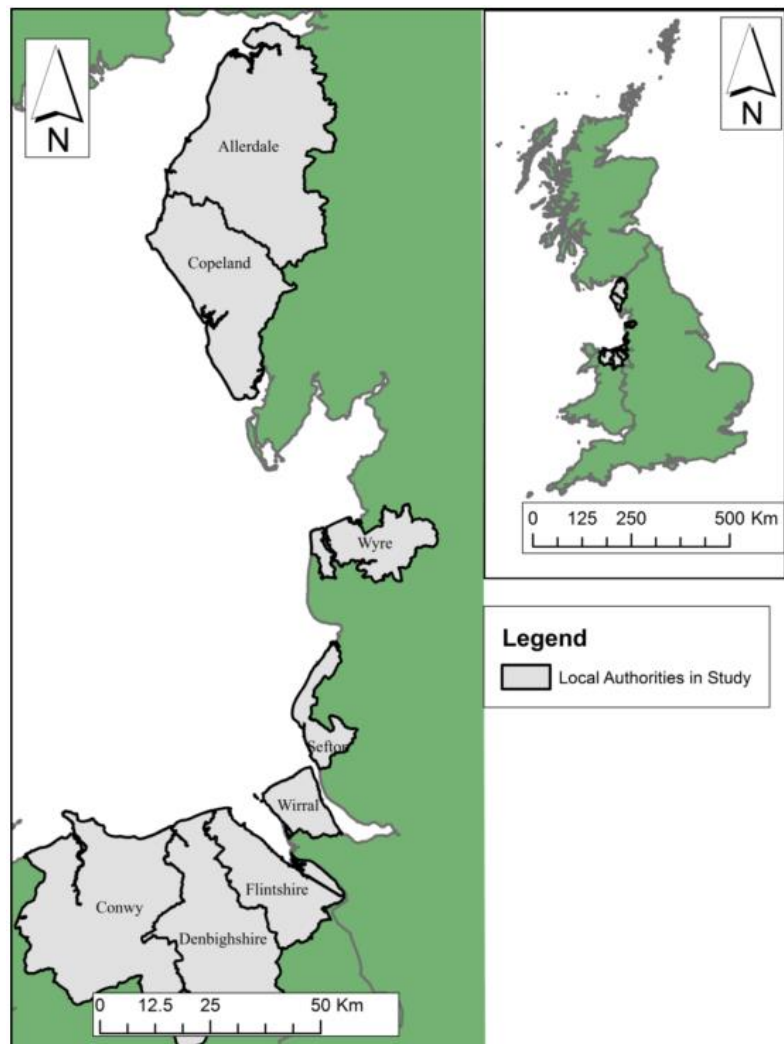 N
Allerdale
Copeland
Wyre
Sefton
Wirral
Flintshire
Conwy
Denbighshire
0 12.5 25 50 Km
N
0 125 250 500 Km
Legend
Local Authorities in Study